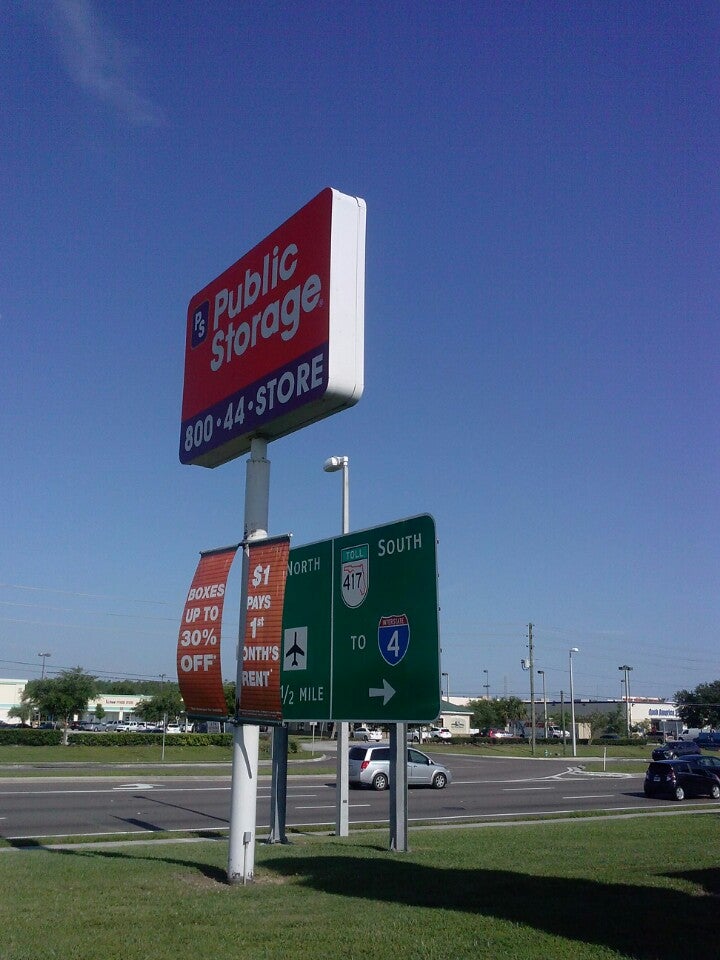 PS
Public
Storage
800·44·STORE
BOXES
UP TO
30%
OFF*
$1
PAYS
1st
ONTH'S
RENT*
NORTH
1/2 MILE
TOLL
417
SOUTH
TO
INTERSTATE
4